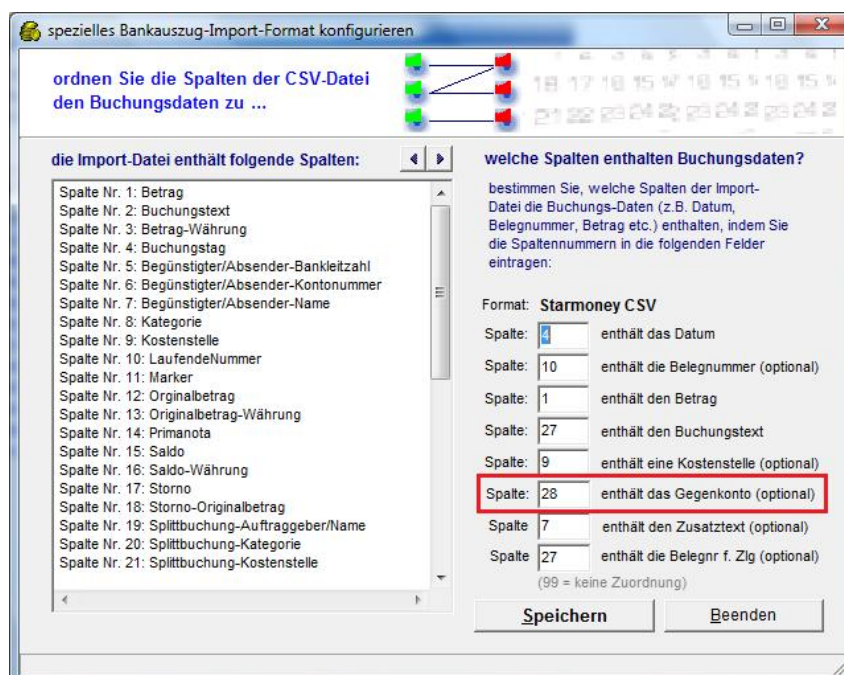 spezielles Bankauszug-Import-Format konfigurieren
ordnen Sie die Spalten der CSV-Datei
den Buchungsdaten zu ...
die Import-Datei enthält folgende Spalten:
Spalte Nr. 1: Betrag
Spalte Nr. 2: Buchungstext
Spalte Nr. 3: Betrag-Währung
Spalte Nr. 4: Buchungstag
Spalte Nr. 5: Begünstigter/Absender-Bankleitzahl
Spalte Nr. 6: Begünstigter/Absender-Kontonummer
Spalte Nr. 7: Begünstigter/Absender-Name
Spalte Nr. 8: Kategorie
Spalte Nr. 9: Kostenstelle
Spalte Nr. 10: LaufendeNummer
Spalte Nr. 11: Marker
Spalte Nr. 12: Orginalbetrag
Spalte Nr. 13: Originalbetrag-Währung
Spalte Nr. 14: Primanota
Spalte Nr. 15: Saldo
Spalte Nr. 16: Saldo-Währung
Spalte Nr. 17: Storno
Spalte Nr. 18: Storno-Originalbetrag
Spalte Nr. 19: Splittbuchung-Auftraggeber/Name
Spalte Nr. 20: Splittbuchung-Kategorie
Spalte Nr. 21: Splittbuchung-Kostenstelle
welche Spalten enthalten Buchungsdaten?
bestimmen Sie, welche Spalten der Import-
Datei die Buchungs-Daten (z.B. Datum,
Belegnummer, Betrag etc.) enthalten, indem Sie
die Spaltennummern in die folgenden Felder
eintragen:
Format: Starmoney CSV
Spalte: 4 enthält das Datum
Spalte: 10 enthält die Belegnummer (optional)
Spalte: 1 enthält den Betrag
Spalte: 27 enthält den Buchungstext
Spalte: 9 enthält eine Kostenstelle (optional)
Spalte: 28 enthält das Gegenkonto (optional)
Spalte 7 enthält den Zusatztext (optional)
Spalte 27 enthält die Belegnr f. Zlg (optional)
(99 = keine Zuordnung)
Speichern
Beenden